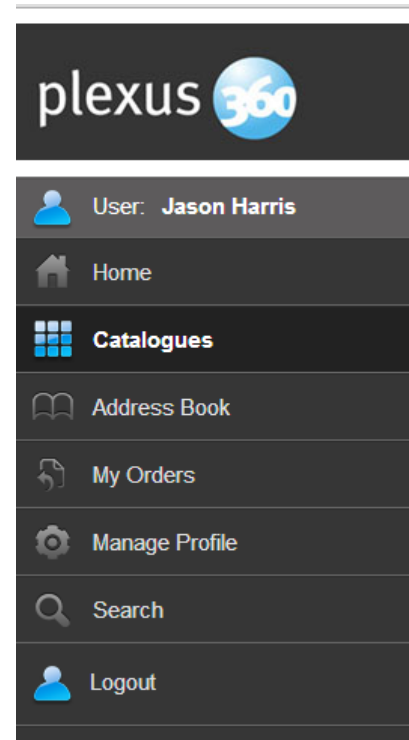 plexus 360
User: Jason Harris
Home
Catalogues
Address Book
My Orders
Manage Profile
Search
Logout